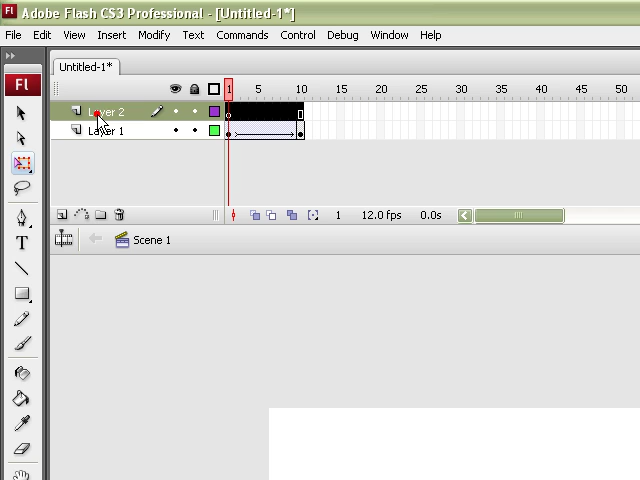 Fl Adobe Flash CS3 Professional - [Untitled-1*]
File Edit View Insert Modify Text Commands Control Debug Window Help
Untitled-1*
Fl
1 5 10 15 20 25 30 35 40 45 50
Layer 2
Layer 1
1 12.0 fps 0.0s
T
Scene 1